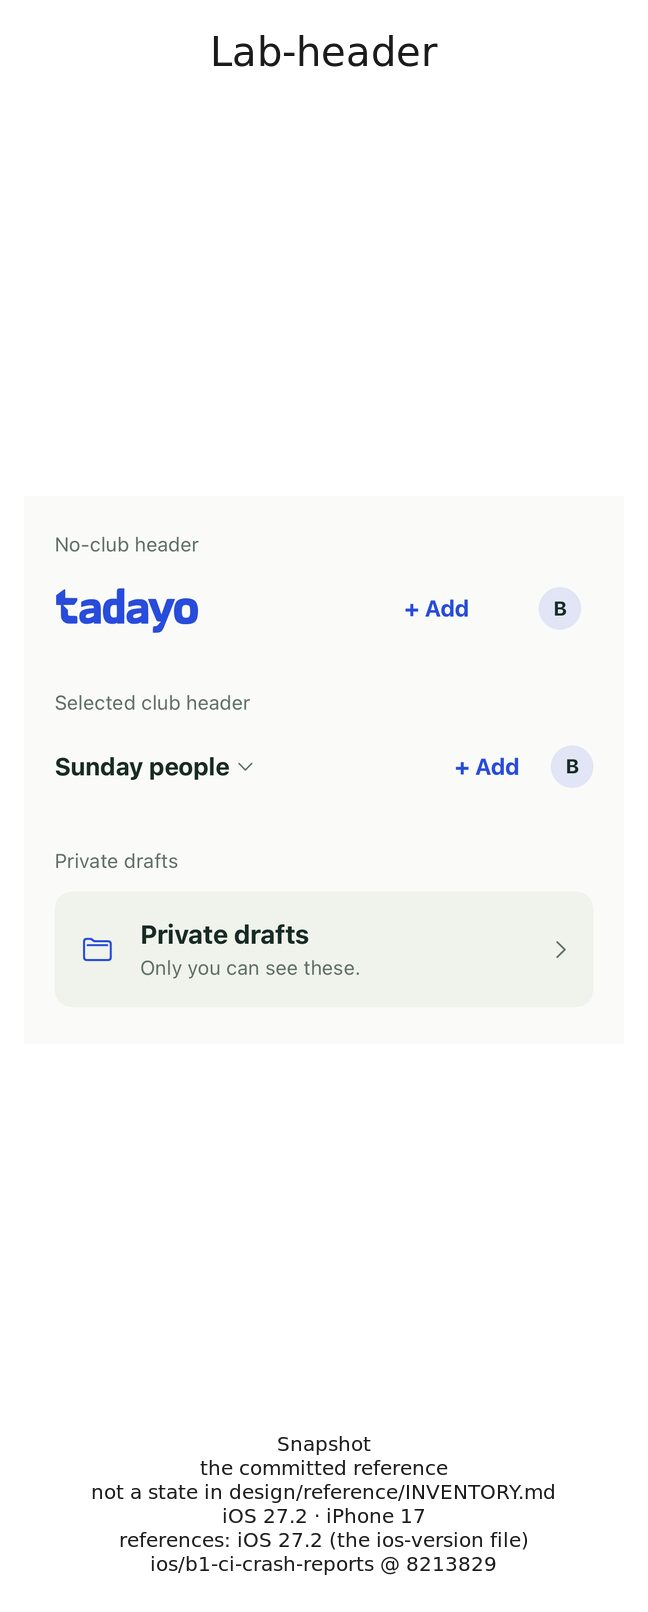 Lab-header
No-club header
tadayo
+ Add
B
Selected club header
Sunday people
+ Add
B
Private drafts
Private drafts
Only you can see these.
Snapshot
the committed reference
not a state in design/reference/INVENTORY.md
iOS 27.2 · iPhone 17
references: iOS 27.2 (the ios-version file)
ios/b1-ci-crash-reports @ 8213829